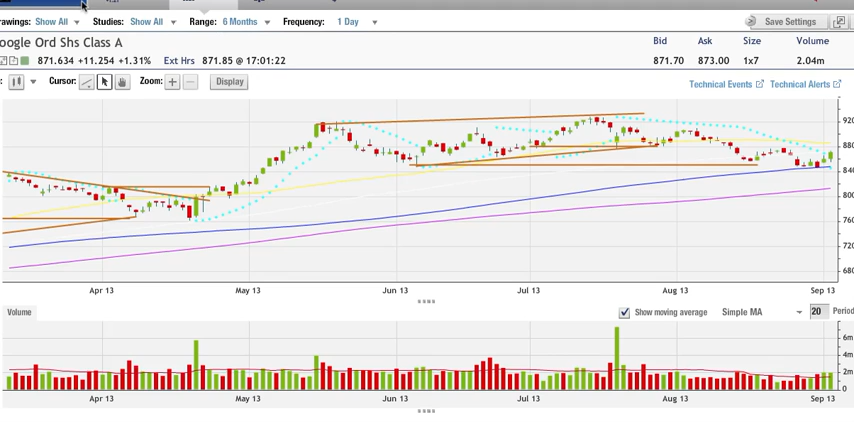 rawings: Show All Studies: Show All Range: 6 Months Frequency: 1 Day Save Settings
oogle Ord Shs Class A
Bid Ask Size Volume
871.634 +11.254 +1.31% Ext Hrs 871.85 @ 17:01:22 871.70 873.00 1x7 2.04m
: Cursor: Zoom: Display Technical Events Technical Alerts
920
880
840
800
760
720
680
Apr 13 May 13 Jun 13 Jul 13 Aug 13 Sep 13
Volume Show moving average Simple MA 20 Period
6m
4m
2m
0
Apr 13 May 13 Jun 13 Jul 13 Aug 13 Sep 13